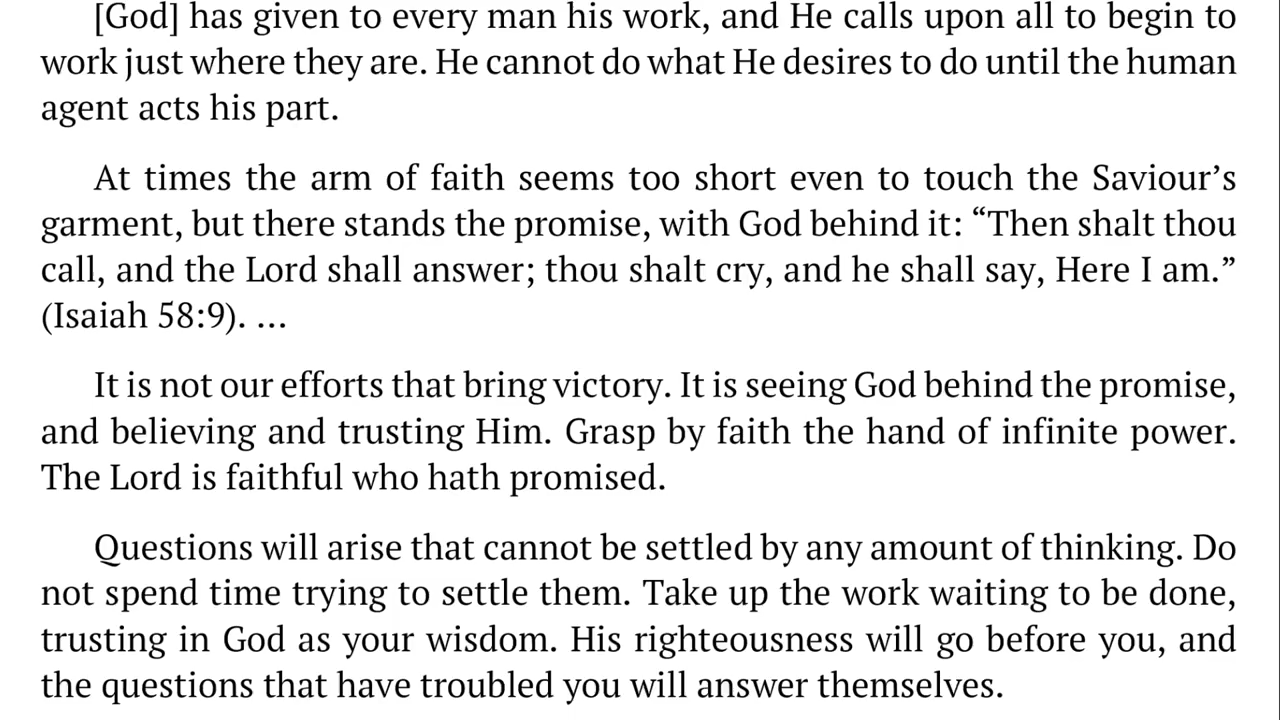 [God] has given to every man his work, and He calls upon all to begin to
work just where they are. He cannot do what He desires to do until the human
agent acts his part.
At times the arm of faith seems too short even to touch the Saviour’s
garment, but there stands the promise, with God behind it: “Then shalt thou
call, and the Lord shall answer; thou shalt cry, and he shall say, Here I am.”
(Isaiah 58:9). …
It is not our efforts that bring victory. It is seeing God behind the promise,
and believing and trusting Him. Grasp by faith the hand of infinite power.
The Lord is faithful who hath promised.
Questions will arise that cannot be settled by any amount of thinking. Do
not spend time trying to settle them. Take up the work waiting to be done,
trusting in God as your wisdom. His righteousness will go before you, and
the questions that have troubled you will answer themselves.